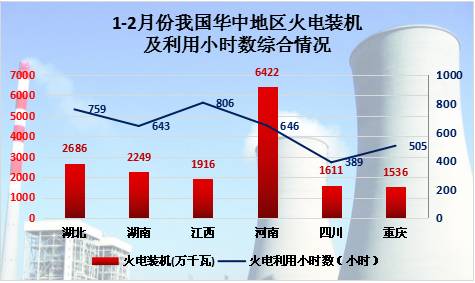 1-2月份我国华中地区火电装机
及利用小时数综合情况
7000
6000
5000
4000
3000
2000
1000
0
1000
800
600
400
200
0
2686
2249
1916
6422
1611
1536
759
643
806
646
389
505
湖北
湖南
江西
河南
四川
重庆
火电装机(万千瓦)
火电利用小时数（小时）